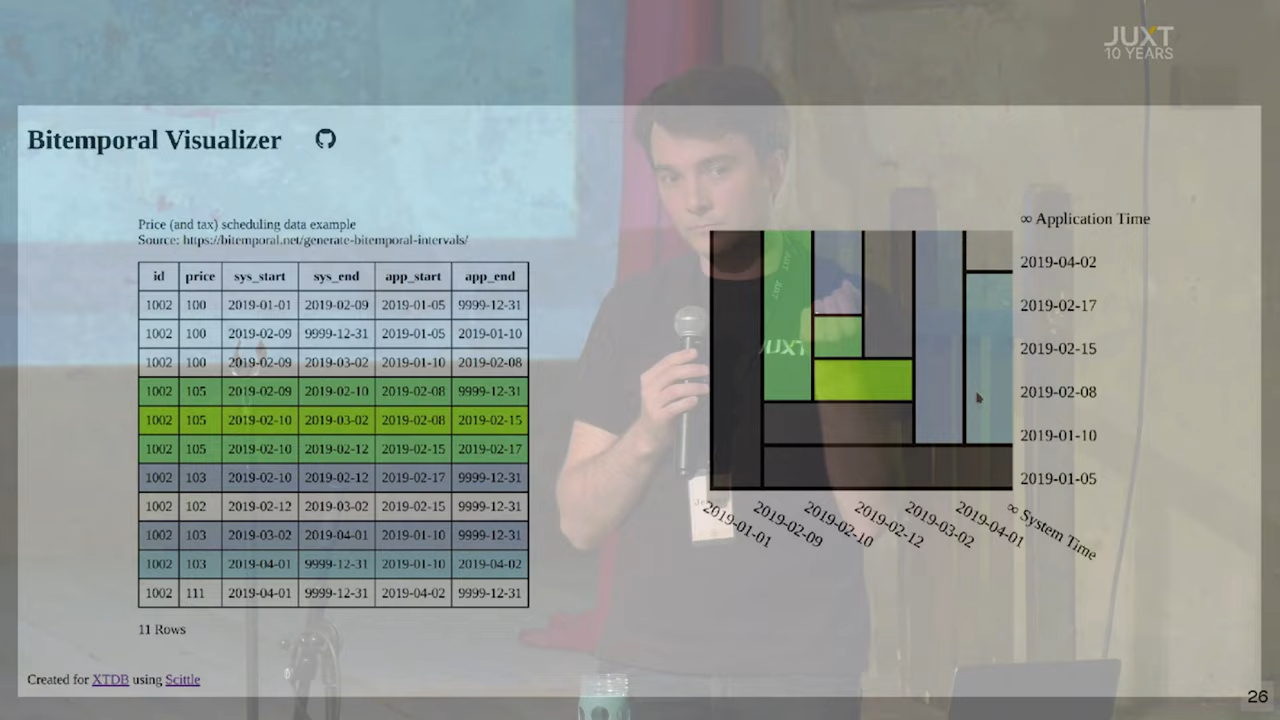 JUXT
10 YEARS
Bitemporal Visualizer
Price (and tax) scheduling data example
Source: https://bitemporal.net/generate-bitemporal-intervals/
id price sys_start sys_end app_start app_end
1002 100 2019-01-01 2019-02-09 2019-01-05 9999-12-31
1002 100 2019-02-09 9999-12-31 2019-01-05 2019-01-10
1002 100 2019-02-09 2019-03-02 2019-01-10 2019-02-08
1002 105 2019-02-09 2019-02-10 2019-02-08 9999-12-31
1002 105 2019-02-10 2019-03-02 2019-02-08 2019-02-15
1002 105 2019-02-10 2019-02-12 2019-02-15 2019-02-17
1002 103 2019-02-10 2019-02-12 2019-02-17 9999-12-31
1002 102 2019-02-12 2019-03-02 2019-02-15 9999-12-31
1002 103 2019-03-02 2019-04-01 2019-01-10 9999-12-31
1002 103 2019-04-01 9999-12-31 2019-01-10 2019-04-02
1002 111 2019-04-01 9999-12-31 2019-04-02 9999-12-31
11 Rows
Created for XTDB using Scittle
∞ Application Time
2019-04-02
2019-02-17
2019-02-15
2019-02-08
2019-01-10
2019-01-05
2019-01-01
2019-02-09
2019-02-10
2019-02-12
2019-03-02
2019-04-01
∞ System Time
JUXT
26